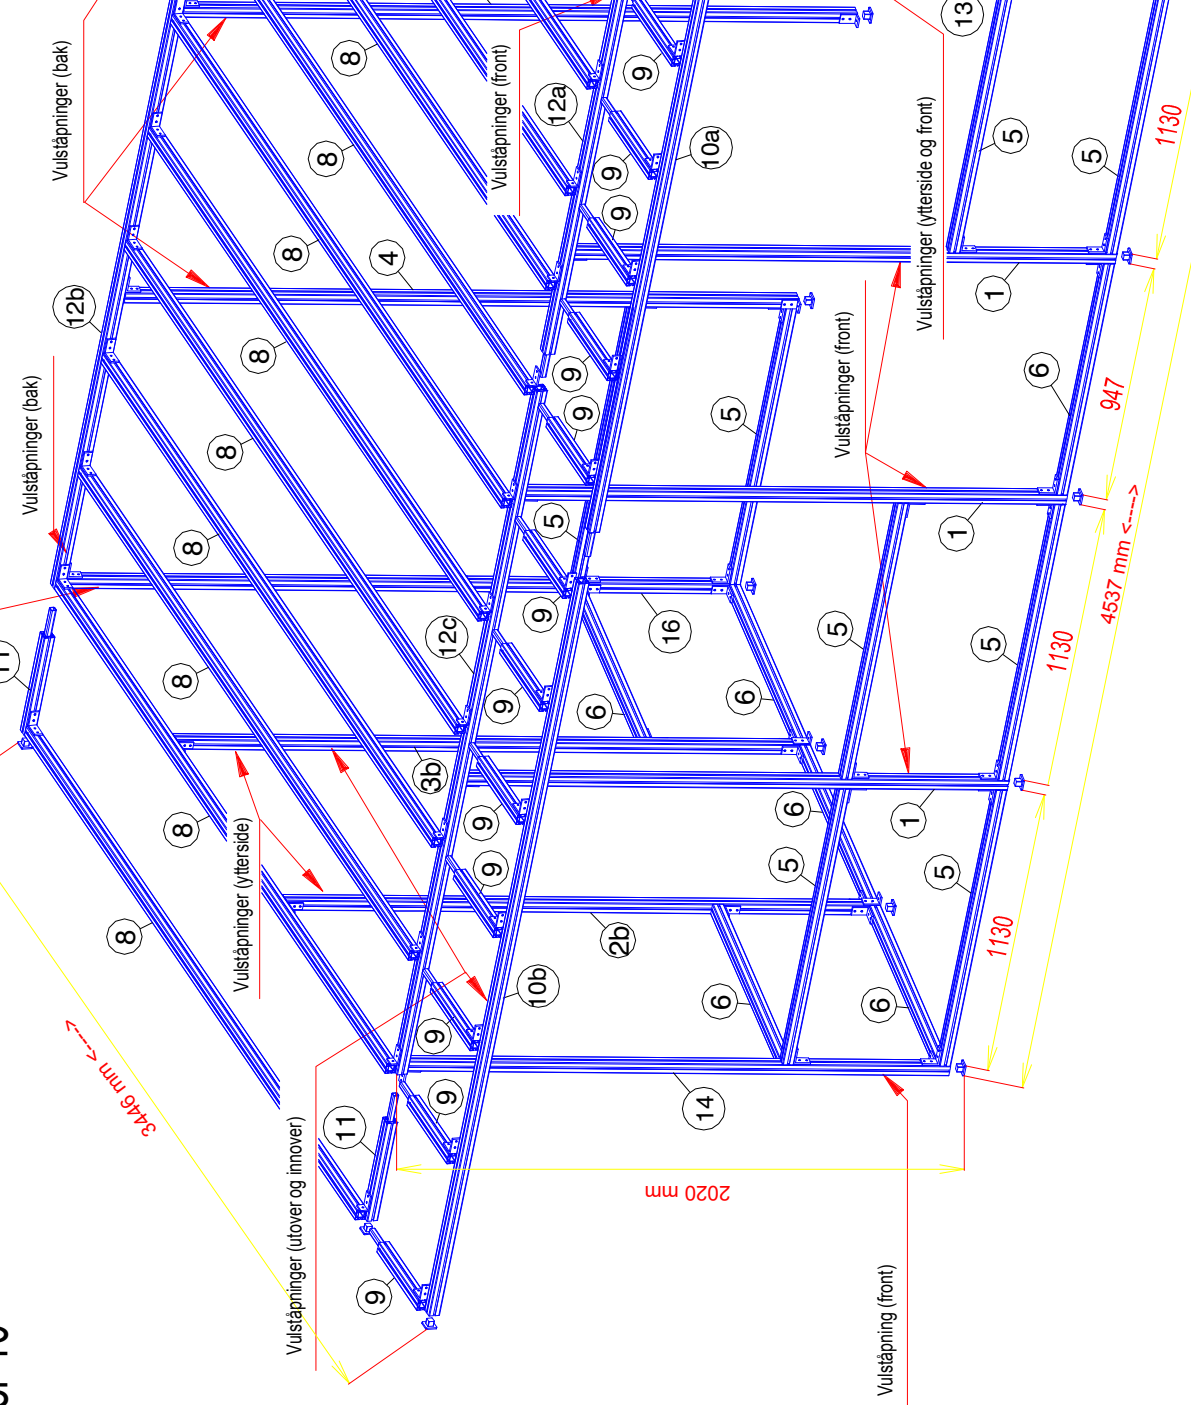 Vulståpninger (bak)
Vulståpninger (front)
13
8
9
12a
10a
8
9
9
5
5
1130
8
4
Vulståpninger (ytterside og front)
1
12b
8
9
Vulståpninger (front)
6
947
Vulståpninger (bak)
8
9
5
8
5
1
4537 mm <---->
11
12c
9
16
5
5
1130
8
9
6
6
3b
8
9
6
1
Vulståpninger (ytterside)
9
5
5
8
2b
1130
3446 mm <---->
9
10b
6
6
11
9
14
Vulståpninger (utover og innover)
2020 mm
9
Vulståpning (front)
10